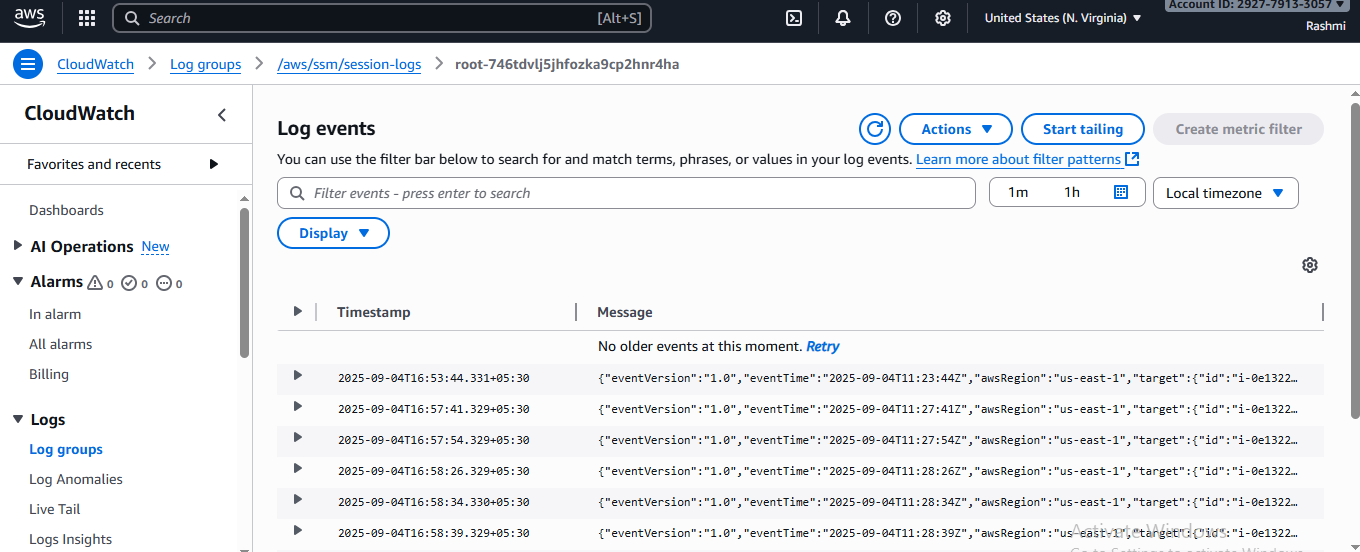 aws
Search [Alt+S]
United States (N. Virginia)
Account ID: 2927-7913-3057
Rashmi
CloudWatch
Log groups
/aws/ssm/session-logs
root-746tdvlj5jhfozka9cp2hnr4ha
CloudWatch
Favorites and recents
Dashboards
AI Operations New
Alarms 0 0 0
In alarm
All alarms
Billing
Logs
Log groups
Log Anomalies
Live Tail
Logs Insights
Log events
Actions
Start tailing
Create metric filter
You can use the filter bar below to search for and match terms, phrases, or values in your log events. Learn more about filter patterns
Filter events - press enter to search
1m 1h
Local timezone
Display
Timestamp Message
No older events at this moment. Retry
2025-09-04T16:53:44.331+05:30 {"eventVersion":"1.0","eventTime":"2025-09-04T11:23:44Z","awsRegion":"us-east-1","target":{"id":"i-0e1322…
2025-09-04T16:57:41.329+05:30 {"eventVersion":"1.0","eventTime":"2025-09-04T11:27:41Z","awsRegion":"us-east-1","target":{"id":"i-0e1322…
2025-09-04T16:57:54.329+05:30 {"eventVersion":"1.0","eventTime":"2025-09-04T11:27:54Z","awsRegion":"us-east-1","target":{"id":"i-0e1322…
2025-09-04T16:58:26.329+05:30 {"eventVersion":"1.0","eventTime":"2025-09-04T11:28:26Z","awsRegion":"us-east-1","target":{"id":"i-0e1322…
2025-09-04T16:58:34.330+05:30 {"eventVersion":"1.0","eventTime":"2025-09-04T11:28:34Z","awsRegion":"us-east-1","target":{"id":"i-0e1322…
2025-09-04T16:58:39.329+05:30 {"eventVersion":"1.0","eventTime":"2025-09-04T11:28:39Z","awsRegion":"us-east-1","target":{"id":"i-0e1322…
Activate Windows
Go to Settings to activate Windows.